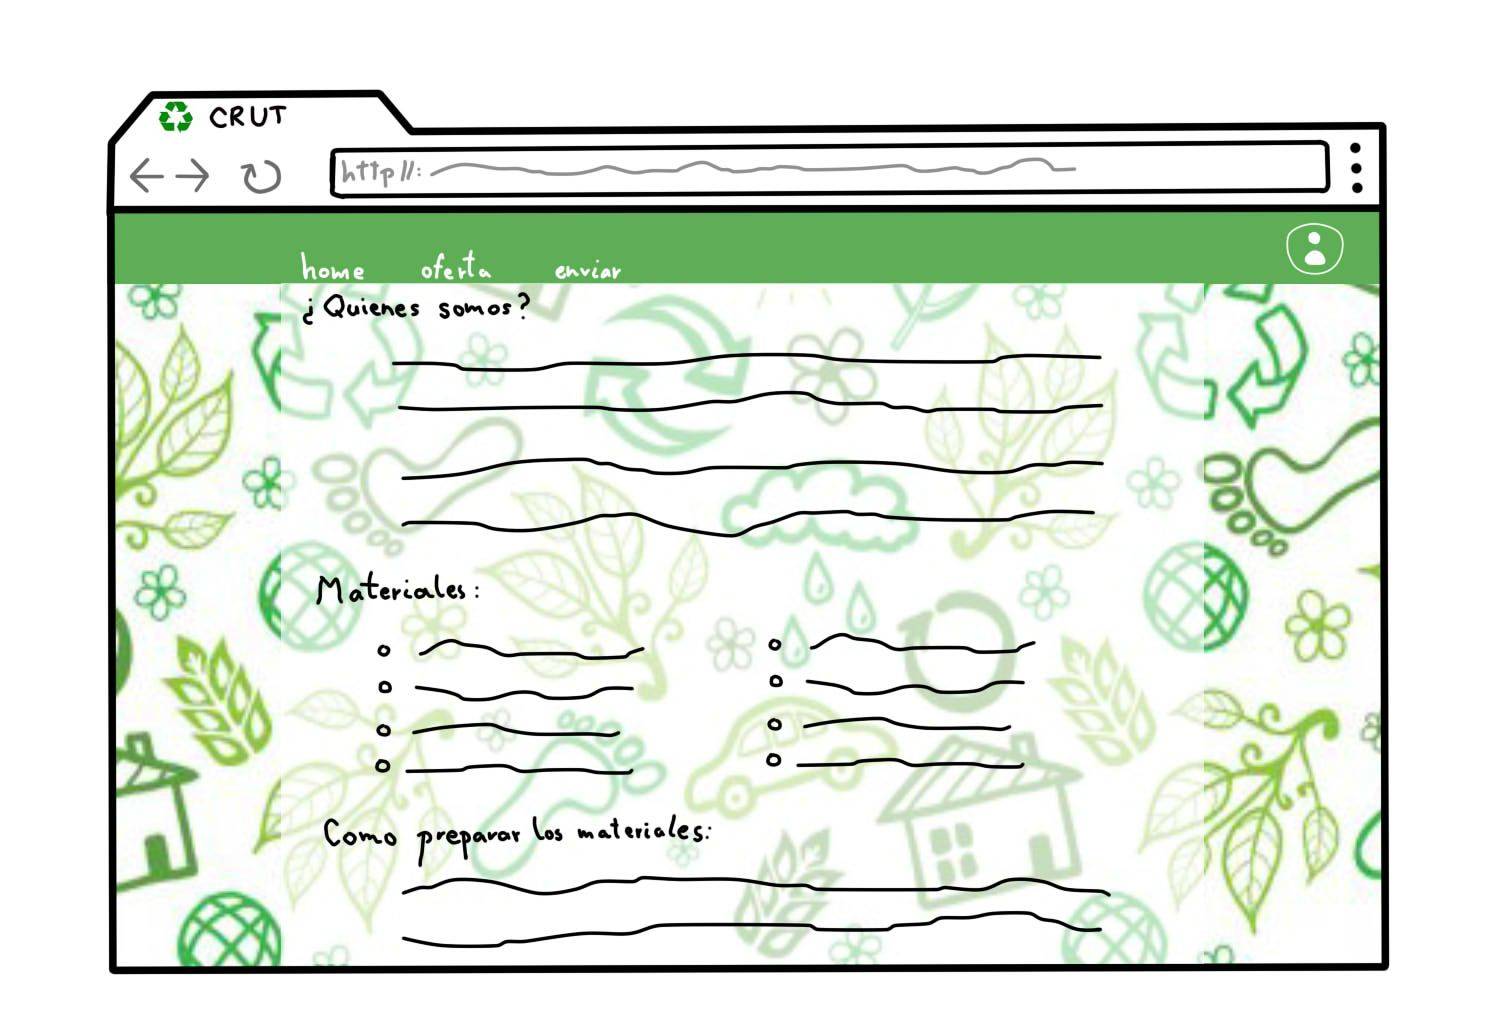 CRUT
http//:
home oferta enviar
¿Quienes somos?
Materiales:
Como preparar los materiales: